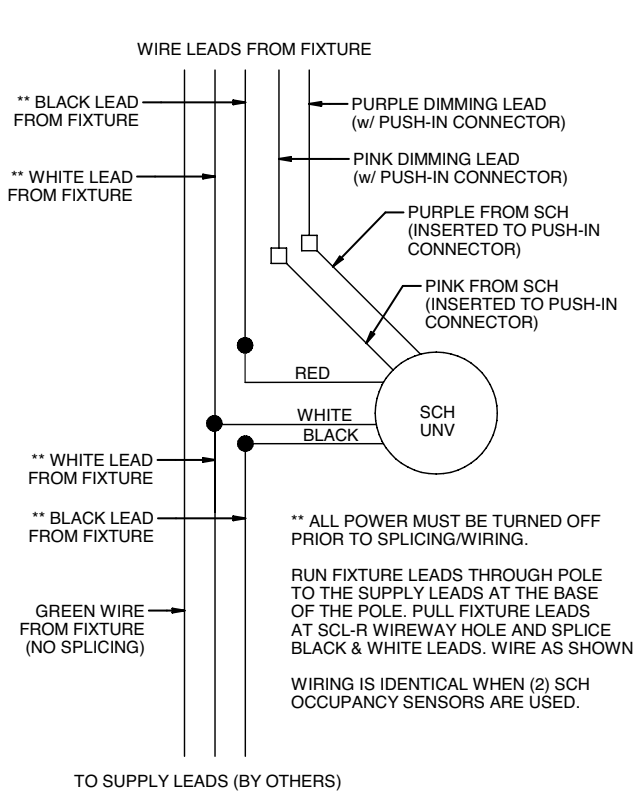 WIRE LEADS FROM FIXTURE
** BLACK LEAD
FROM FIXTURE
PURPLE DIMMING LEAD
(w/ PUSH-IN CONNECTOR)
** WHITE LEAD
FROM FIXTURE
PINK DIMMING LEAD
(w/ PUSH-IN CONNECTOR)
PURPLE FROM SCH
(INSERTED TO PUSH-IN
CONNECTOR)
PINK FROM SCH
(INSERTED TO PUSH-IN
CONNECTOR)
RED
WHITE
BLACK
SCH
UNV
** WHITE LEAD
FROM FIXTURE
** BLACK LEAD
FROM FIXTURE
GREEN WIRE
FROM FIXTURE
(NO SPLICING)
** ALL POWER MUST BE TURNED OFF
PRIOR TO SPLICING/WIRING.
RUN FIXTURE LEADS THROUGH POLE
TO THE SUPPLY LEADS AT THE BASE
OF THE POLE. PULL FIXTURE LEADS
AT SCL-R WIREWAY HOLE AND SPLICE
BLACK & WHITE LEADS. WIRE AS SHOWN
WIRING IS IDENTICAL WHEN (2) SCH
OCCUPANCY SENSORS ARE USED.
TO SUPPLY LEADS (BY OTHERS)